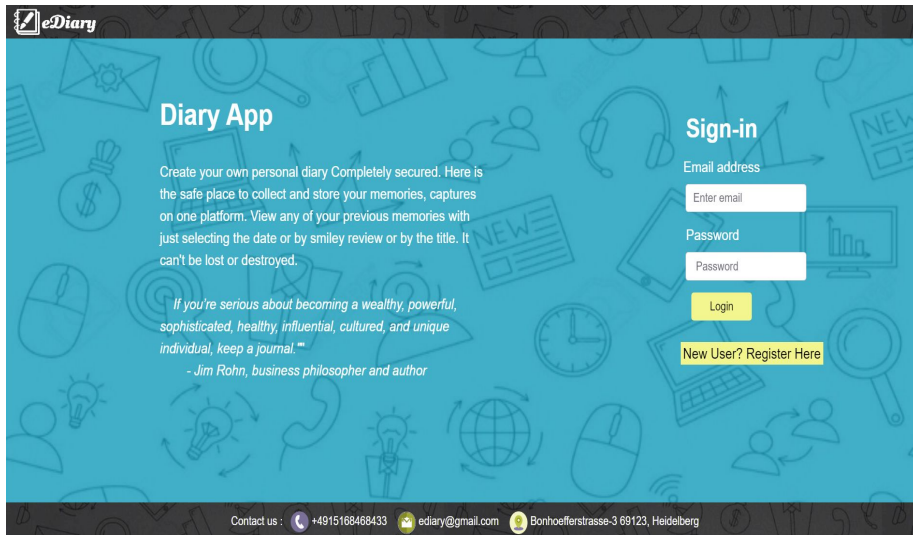 eDiary
Diary App
Create your own personal diary Completely secured. Here is
the safe place to collect and store your memories, captures
on one platform. View any of your previous memories with
just selecting the date or by smiley review or by the title. It
can't be lost or destroyed.
If you're serious about becoming a wealthy, powerful,
sophisticated, healthy, influential, cultured, and unique
individual, keep a journal.""
- Jim Rohn, business philosopher and author
Sign-in
Email address
Enter email
Password
Password
Login
New User? Register Here
NEW
NEW
Contact us : +4915168468433 ediary@gmail.com Bonhoefferstrasse-3 69123, Heidelberg